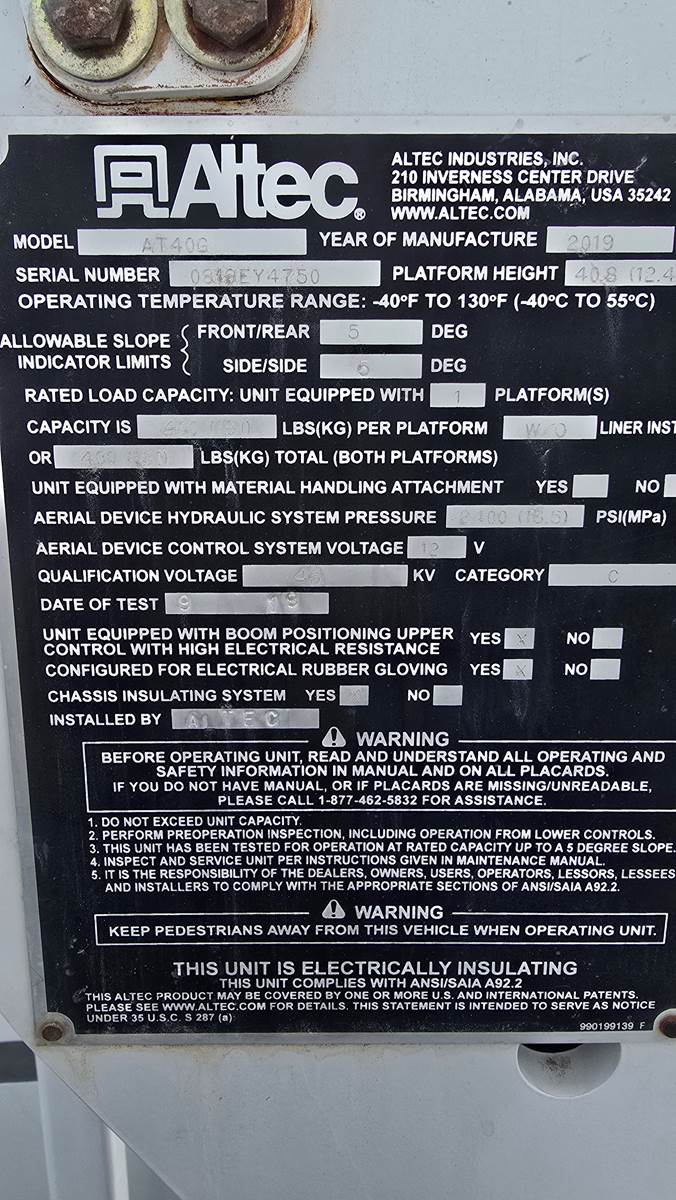 Altec®
ALTEC INDUSTRIES, INC.
210 INVERNESS CENTER DRIVE
BIRMINGHAM, ALABAMA, USA 35242
WWW.ALTEC.COM
MODEL AT40G YEAR OF MANUFACTURE 2019
SERIAL NUMBER PLATFORM HEIGHT 40.8 (12.4
OPERATING TEMPERATURE RANGE: -40°F TO 130°F (-40°C TO 55°C)
ALLOWABLE SLOPE INDICATOR LIMITS { FRONT/REAR 5 DEG
SIDE/SIDE DEG
RATED LOAD CAPACITY: UNIT EQUIPPED WITH 1 PLATFORM(S)
CAPACITY IS LBS(KG) PER PLATFORM W/O LINER INST
OR LBS(KG) TOTAL (BOTH PLATFORMS)
UNIT EQUIPPED WITH MATERIAL HANDLING ATTACHMENT YES NO
AERIAL DEVICE HYDRAULIC SYSTEM PRESSURE 2400 (16.5) PSI(MPa)
AERIAL DEVICE CONTROL SYSTEM VOLTAGE 12 V
QUALIFICATION VOLTAGE 46 KV CATEGORY C
DATE OF TEST 9 19
UNIT EQUIPPED WITH BOOM POSITIONING UPPER CONTROL WITH HIGH ELECTRICAL RESISTANCE YES X NO
CONFIGURED FOR ELECTRICAL RUBBER GLOVING YES X NO
CHASSIS INSULATING SYSTEM YES NO
INSTALLED BY ALTEC
⚠ WARNING
BEFORE OPERATING UNIT, READ AND UNDERSTAND ALL OPERATING AND
SAFETY INFORMATION IN MANUAL AND ON ALL PLACARDS.
IF YOU DO NOT HAVE MANUAL, OR IF PLACARDS ARE MISSING/UNREADABLE,
PLEASE CALL 1-877-462-5832 FOR ASSISTANCE.
1. DO NOT EXCEED UNIT CAPACITY.
2. PERFORM PREOPERATION INSPECTION, INCLUDING OPERATION FROM LOWER CONTROLS.
3. THIS UNIT HAS BEEN TESTED FOR OPERATION AT RATED CAPACITY UP TO A 5 DEGREE SLOPE.
4. INSPECT AND SERVICE UNIT PER INSTRUCTIONS GIVEN IN MAINTENANCE MANUAL.
5. IT IS THE RESPONSIBILITY OF THE DEALERS, OWNERS, USERS, OPERATORS, LESSORS, LESSEES
AND INSTALLERS TO COMPLY WITH THE APPROPRIATE SECTIONS OF ANSI/SAIA A92.2.
⚠ WARNING
KEEP PEDESTRIANS AWAY FROM THIS VEHICLE WHEN OPERATING UNIT.
THIS UNIT IS ELECTRICALLY INSULATING
THIS UNIT COMPLIES WITH ANSI/SAIA A92.2
THIS ALTEC PRODUCT MAY BE COVERED BY ONE OR MORE U.S. AND INTERNATIONAL PATENTS.
PLEASE SEE WWW.ALTEC.COM FOR DETAILS. THIS STATEMENT IS INTENDED TO SERVE AS NOTICE
UNDER 35 U.S.C. S 287 (a)
990199139 F